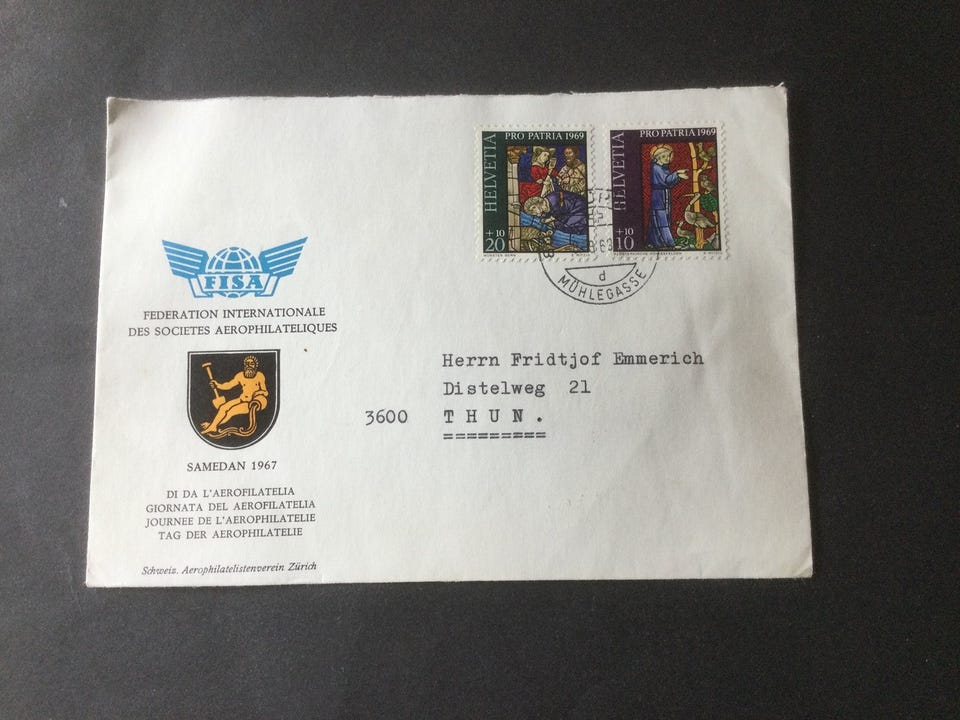 HELVETIA
PRO PATRIA 1969
+10
20
MÜNSTER BERN
HELVETIA
PRO PATRIA 1969
+10
10
d
MÜHLEGASSE
FISA
FEDERATION INTERNATIONALE
DES SOCIETES AEROPHILATELIQUES
SAMEDAN 1967
DI DA L'AEROFILATELIA
GIORNATA DEL AEROFILATELIA
JOURNEE DE L'AEROPHILATELIE
TAG DER AEROPHILATELIE
Schweiz. Aerophilatelistenverein Zürich
Herrn Fridtjof Emmerich
Distelweg 21
3600 THUN.